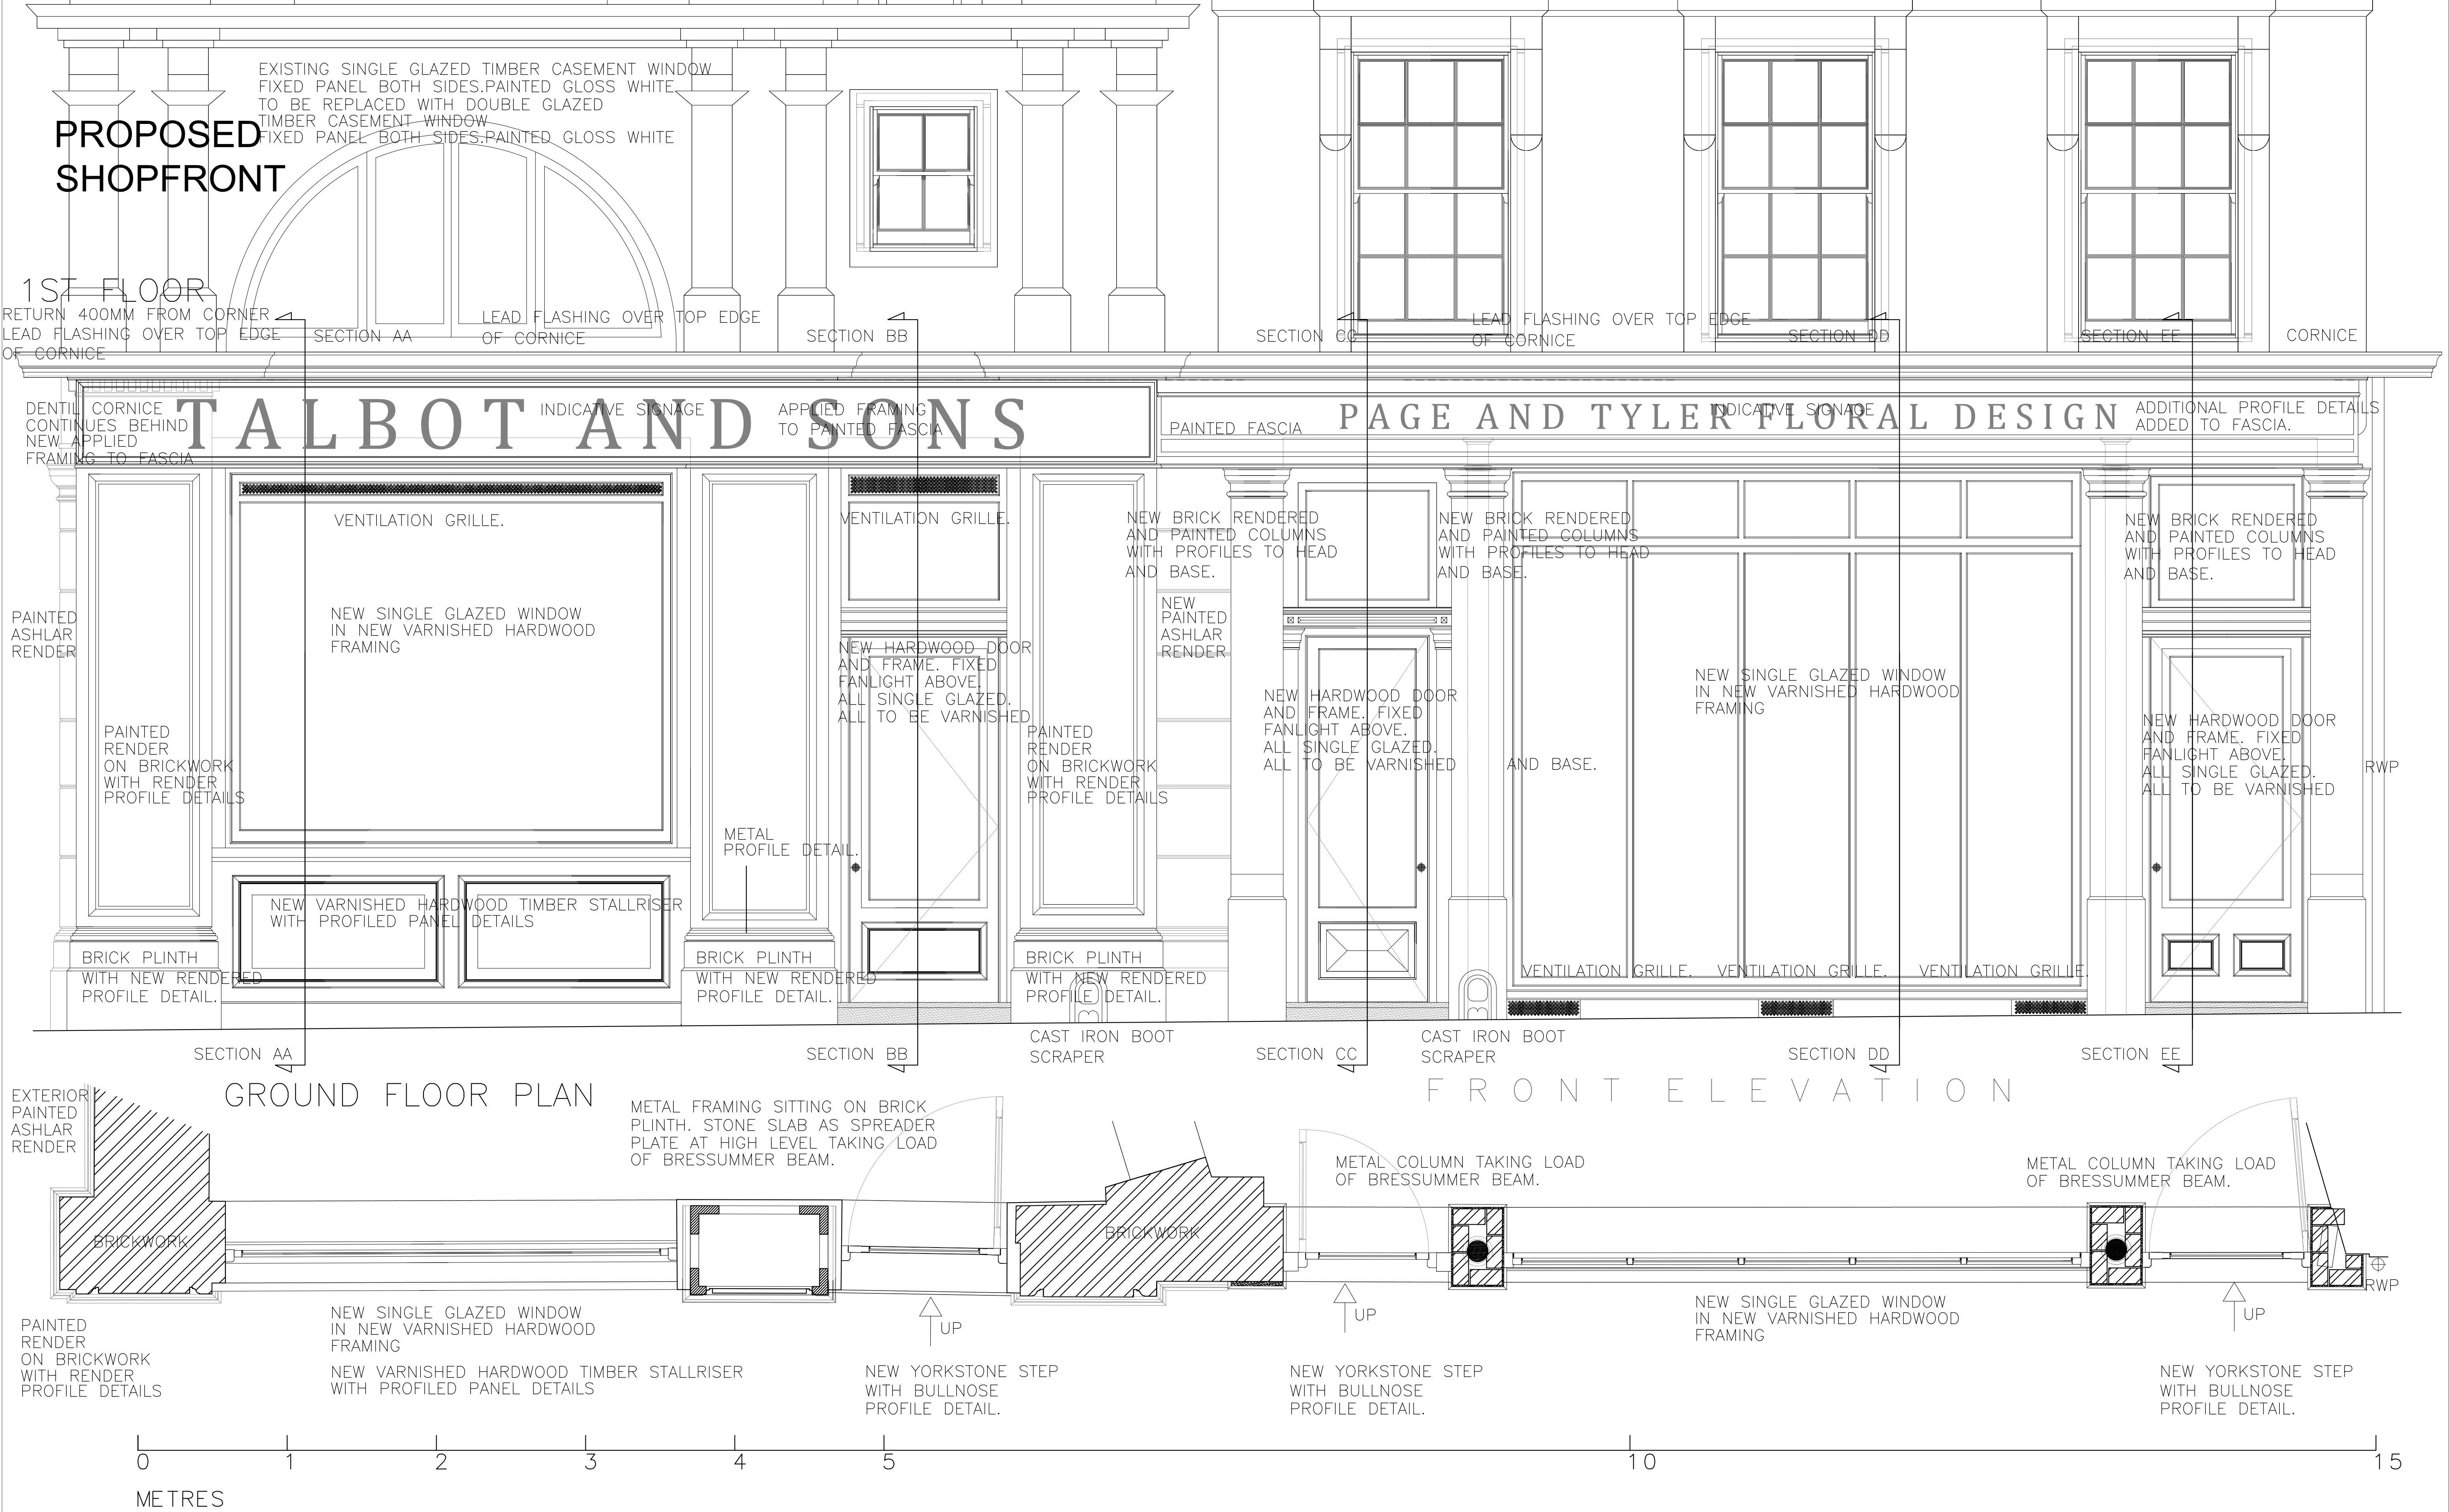 EXISTING SINGLE GLAZED TIMBER CASEMENT WINDOW
FIXED PANEL BOTH SIDES.PAINTED GLOSS WHITE
TO BE REPLACED WITH DOUBLE GLAZED
TIMBER CASEMENT WINDOW
FIXED PANEL BOTH SIDES.PAINTED GLOSS WHITE
PROPOSED
SHOPFRONT
1ST FLOOR
RETURN 400MM FROM CORNER
LEAD FLASHING OVER TOP EDGE
OF CORNICE
SECTION AA
LEAD FLASHING OVER TOP EDGE
OF CORNICE
SECTION BB
SECTION CC
LEAD FLASHING OVER TOP EDGE
OF CORNICE
SECTION DD
SECTION EE
CORNICE
DENTIL CORNICE
CONTINUES BEHIND
NEW APPLIED
FRAMING TO FASCIA
TALBOT AND SONS
INDICATIVE SIGNAGE
APPLIED FRAMING
TO PAINTED FASCIA
PAINTED FASCIA
PAGE AND TYLER FLORAL DESIGN
INDICATIVE SIGNAGE
ADDITIONAL PROFILE DETAILS
ADDED TO FASCIA.
VENTILATION GRILLE.
VENTILATION GRILLE.
NEW BRICK RENDERED
AND PAINTED COLUMNS
WITH PROFILES TO HEAD
AND BASE.
NEW BRICK RENDERED
AND PAINTED COLUMNS
WITH PROFILES TO HEAD
AND BASE.
NEW BRICK RENDERED
AND PAINTED COLUMNS
WITH PROFILES TO HEAD
AND BASE.
PAINTED
ASHLAR
RENDER
NEW SINGLE GLAZED WINDOW
IN NEW VARNISHED HARDWOOD
FRAMING
NEW HARDWOOD DOOR
AND FRAME. FIXED
FANLIGHT ABOVE.
ALL SINGLE GLAZED.
ALL TO BE VARNISHED
NEW
PAINTED
ASHLAR
RENDER
NEW HARDWOOD DOOR
AND FRAME. FIXED
FANLIGHT ABOVE.
ALL SINGLE GLAZED.
ALL TO BE VARNISHED
AND BASE.
NEW SINGLE GLAZED WINDOW
IN NEW VARNISHED HARDWOOD
FRAMING
NEW HARDWOOD DOOR
AND FRAME. FIXED
FANLIGHT ABOVE.
ALL SINGLE GLAZED.
ALL TO BE VARNISHED
RWP
PAINTED
RENDER
ON BRICKWORK
WITH RENDER
PROFILE DETAILS
PAINTED
RENDER
ON BRICKWORK
WITH RENDER
PROFILE DETAILS
METAL
PROFILE DETAIL.
NEW VARNISHED HARDWOOD TIMBER STALLRISER
WITH PROFILED PANEL DETAILS
BRICK PLINTH
WITH NEW RENDERED
PROFILE DETAIL.
BRICK PLINTH
WITH NEW RENDERED
PROFILE DETAIL.
BRICK PLINTH
WITH NEW RENDERED
PROFILE DETAIL.
VENTILATION GRILLE.
VENTILATION GRILLE.
VENTILATION GRILLE.
CAST IRON BOOT
SCRAPER
CAST IRON BOOT
SCRAPER
SECTION AA
SECTION BB
SECTION CC
SECTION DD
SECTION EE
GROUND FLOOR PLAN
FRONT ELEVATION
EXTERIOR
PAINTED
ASHLAR
RENDER
METAL FRAMING SITTING ON BRICK
PLINTH. STONE SLAB AS SPREADER
PLATE AT HIGH LEVEL TAKING LOAD
OF BRESSUMMER BEAM.
METAL COLUMN TAKING LOAD
OF BRESSUMMER BEAM.
METAL COLUMN TAKING LOAD
OF BRESSUMMER BEAM.
BRICKWORK
BRICKWORK
RWP
PAINTED
RENDER
ON BRICKWORK
WITH RENDER
PROFILE DETAILS
NEW SINGLE GLAZED WINDOW
IN NEW VARNISHED HARDWOOD
FRAMING
NEW VARNISHED HARDWOOD TIMBER STALLRISER
WITH PROFILED PANEL DETAILS
UP
UP
NEW SINGLE GLAZED WINDOW
IN NEW VARNISHED HARDWOOD
FRAMING
UP
NEW YORKSTONE STEP
WITH BULLNOSE
PROFILE DETAIL.
NEW YORKSTONE STEP
WITH BULLNOSE
PROFILE DETAIL.
NEW YORKSTONE STEP
WITH BULLNOSE
PROFILE DETAIL.
0 1 2 3 4 5 10 15
METRES